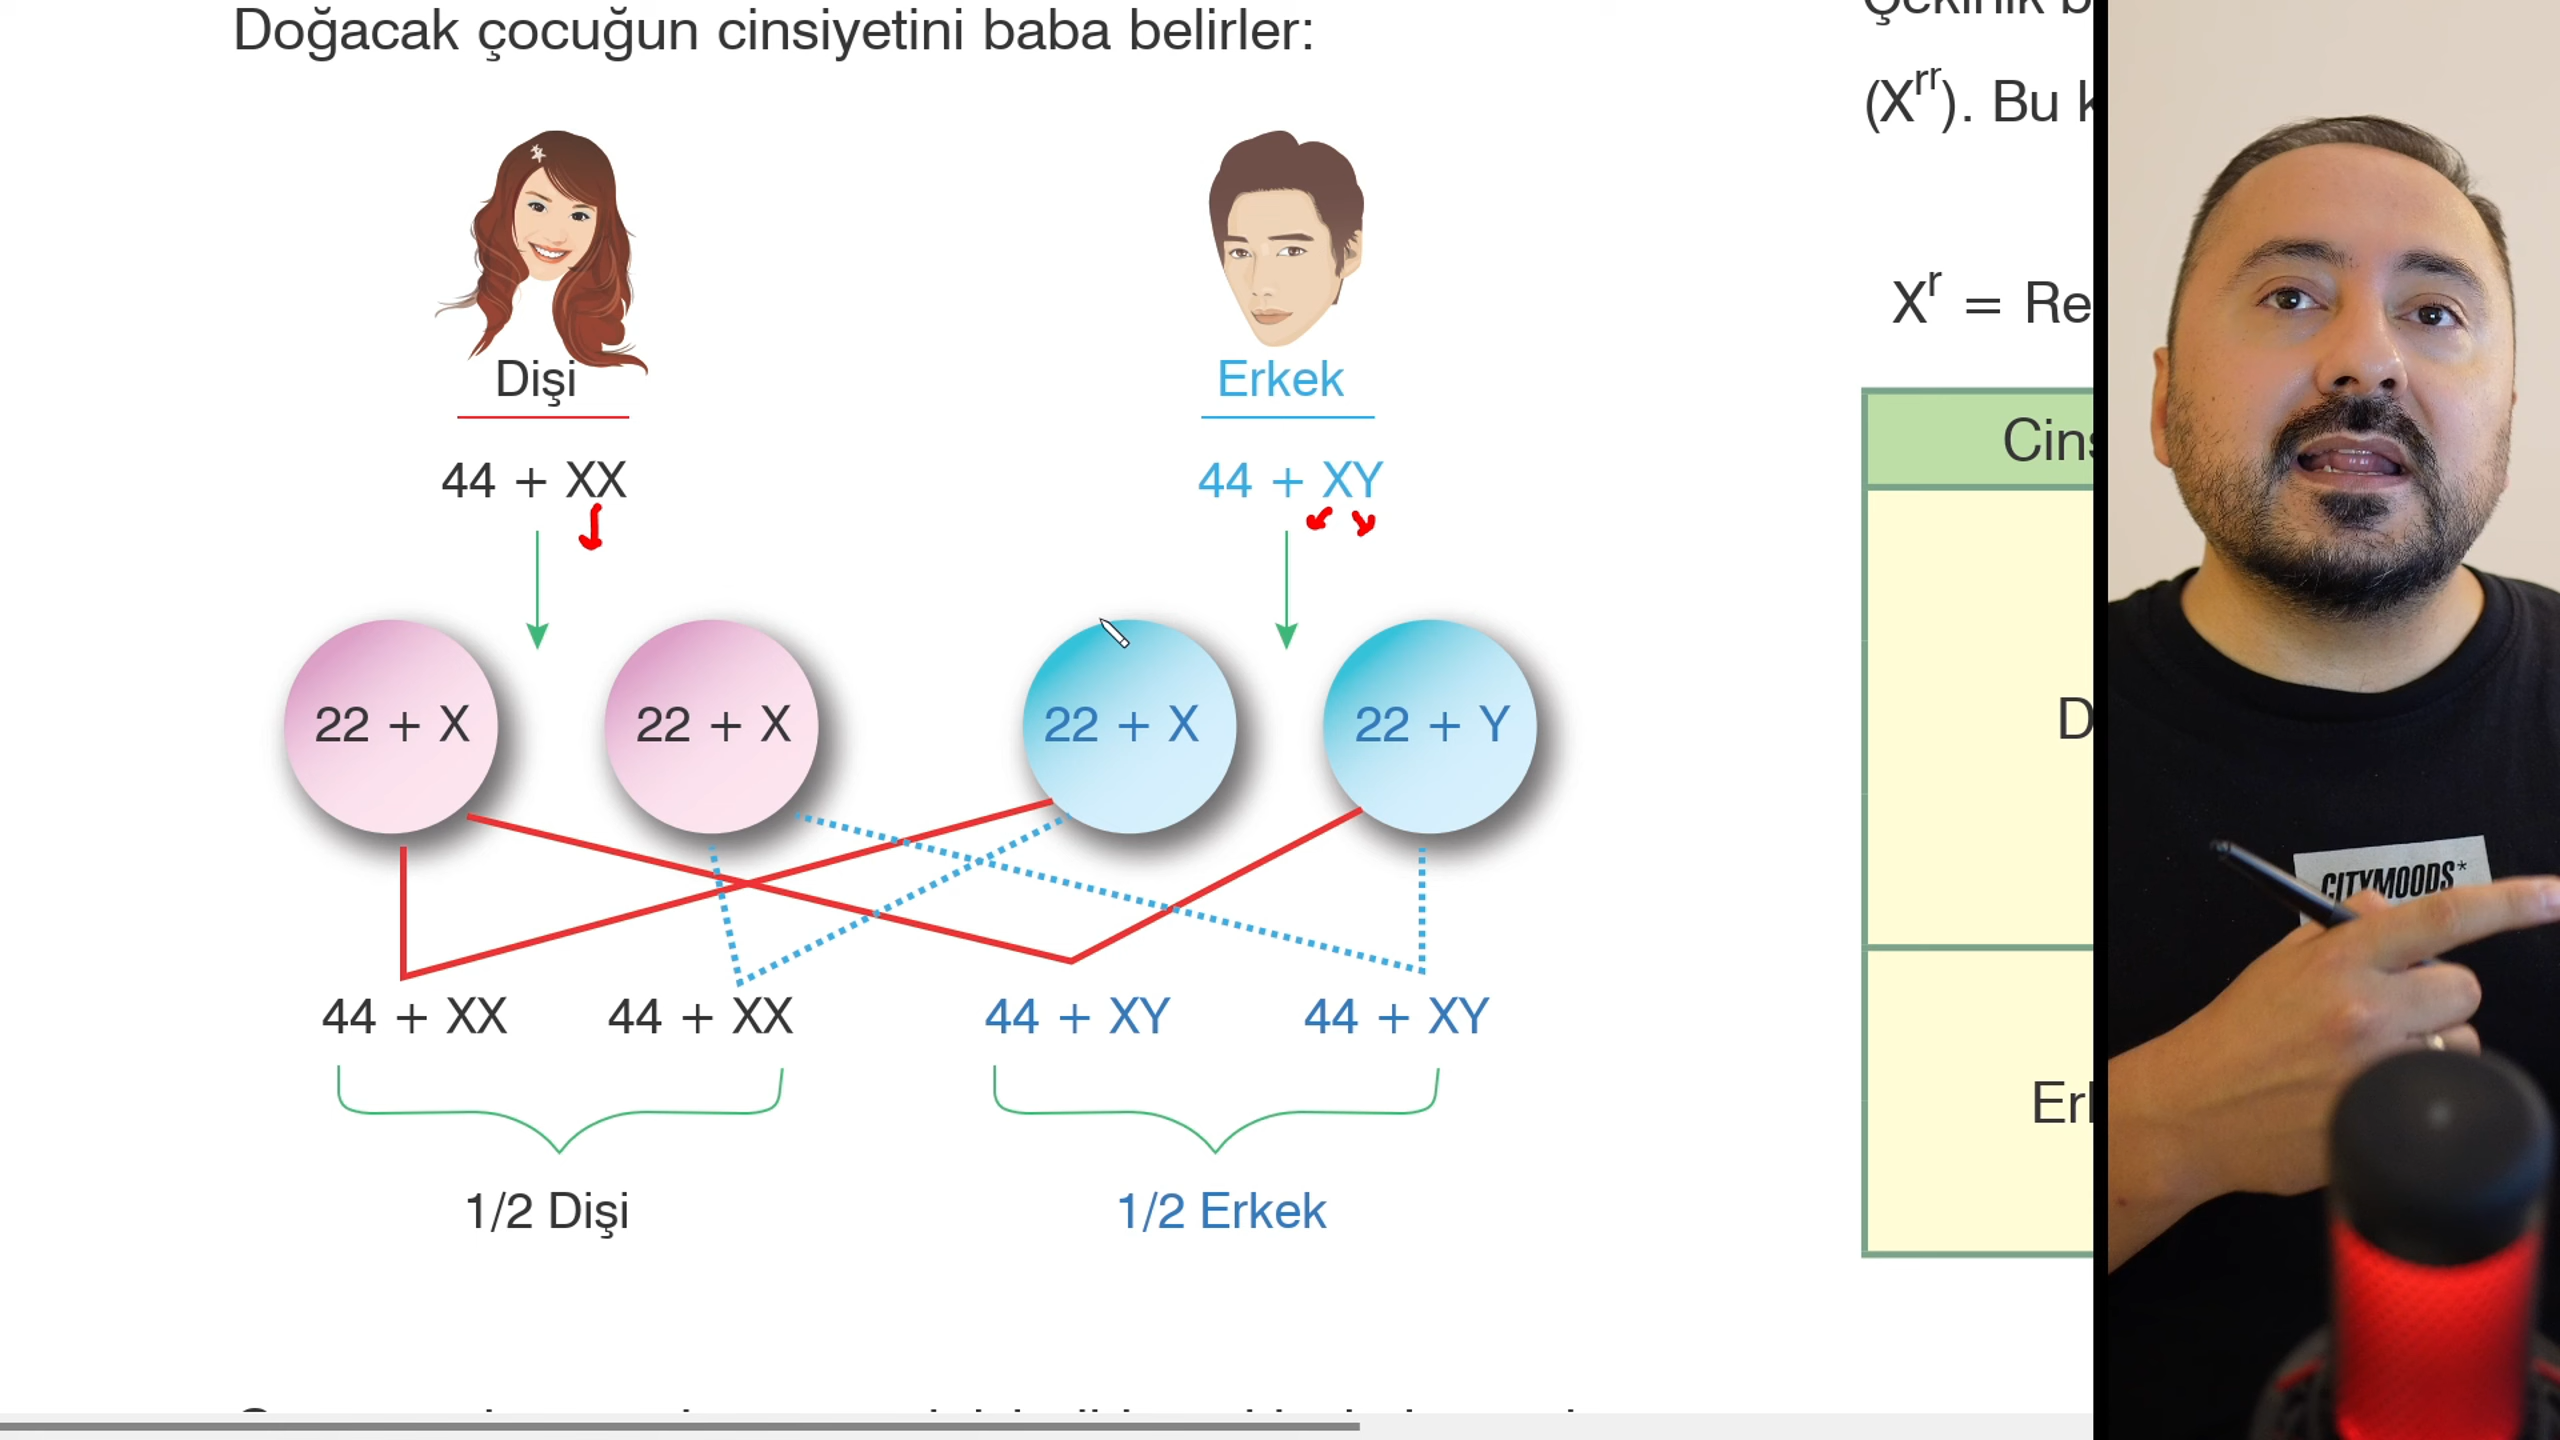 Doğacak çocuğun cinsiyetini baba belirler:
Dişi
Erkek
44 + XX
44 + XY
22 + X
22 + X
22 + X
22 + Y
44 + XX
44 + XX
44 + XY
44 + XY
1/2 Dişi
1/2 Erkek
(Xʳʳ). Bu
Xʳ = Re
Cins
D
CITYMOODS*